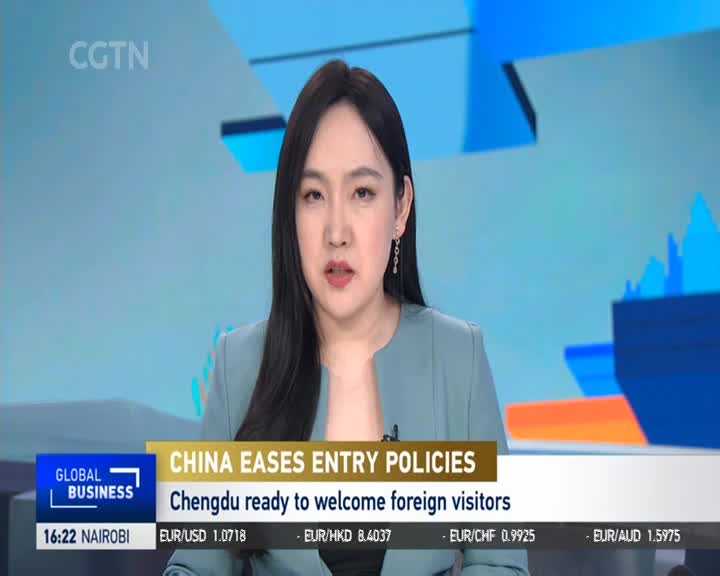 CGTN
CHINA EASES ENTRY POLICIES
GLOBAL
BUSINESS
Chengdu ready to welcome foreign visitors
16:22 NAIROBI
EUR/USD 1.0718 - EUR/HKD 8.4037 - EUR/CHF 0.9925 - EUR/AUD 1.5975